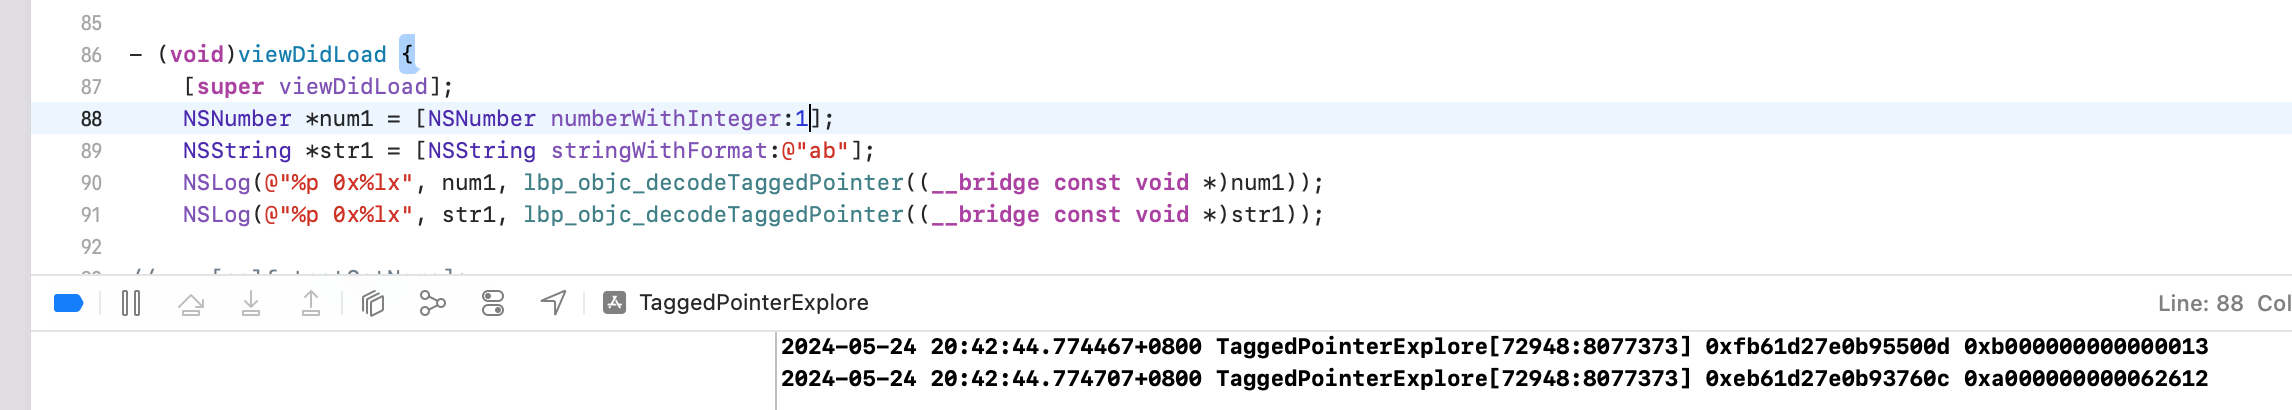 85
86 - (void)viewDidLoad {
87 [super viewDidLoad];
88 NSNumber *num1 = [NSNumber numberWithInteger:1];
89 NSString *str1 = [NSString stringWithFormat:@"ab"];
90 NSLog(@"%p 0x%lx", num1, lbp_objc_decodeTaggedPointer((__bridge const void *)num1));
91 NSLog(@"%p 0x%lx", str1, lbp_objc_decodeTaggedPointer((__bridge const void *)str1));
92
TaggedPointerExplore Line: 88 Col
2024-05-24 20:42:44.774467+0800 TaggedPointerExplore[72948:8077373] 0xfb61d27e0b95500d 0xb000000000000013
2024-05-24 20:42:44.774707+0800 TaggedPointerExplore[72948:8077373] 0xeb61d27e0b93760c 0xa000000000062612